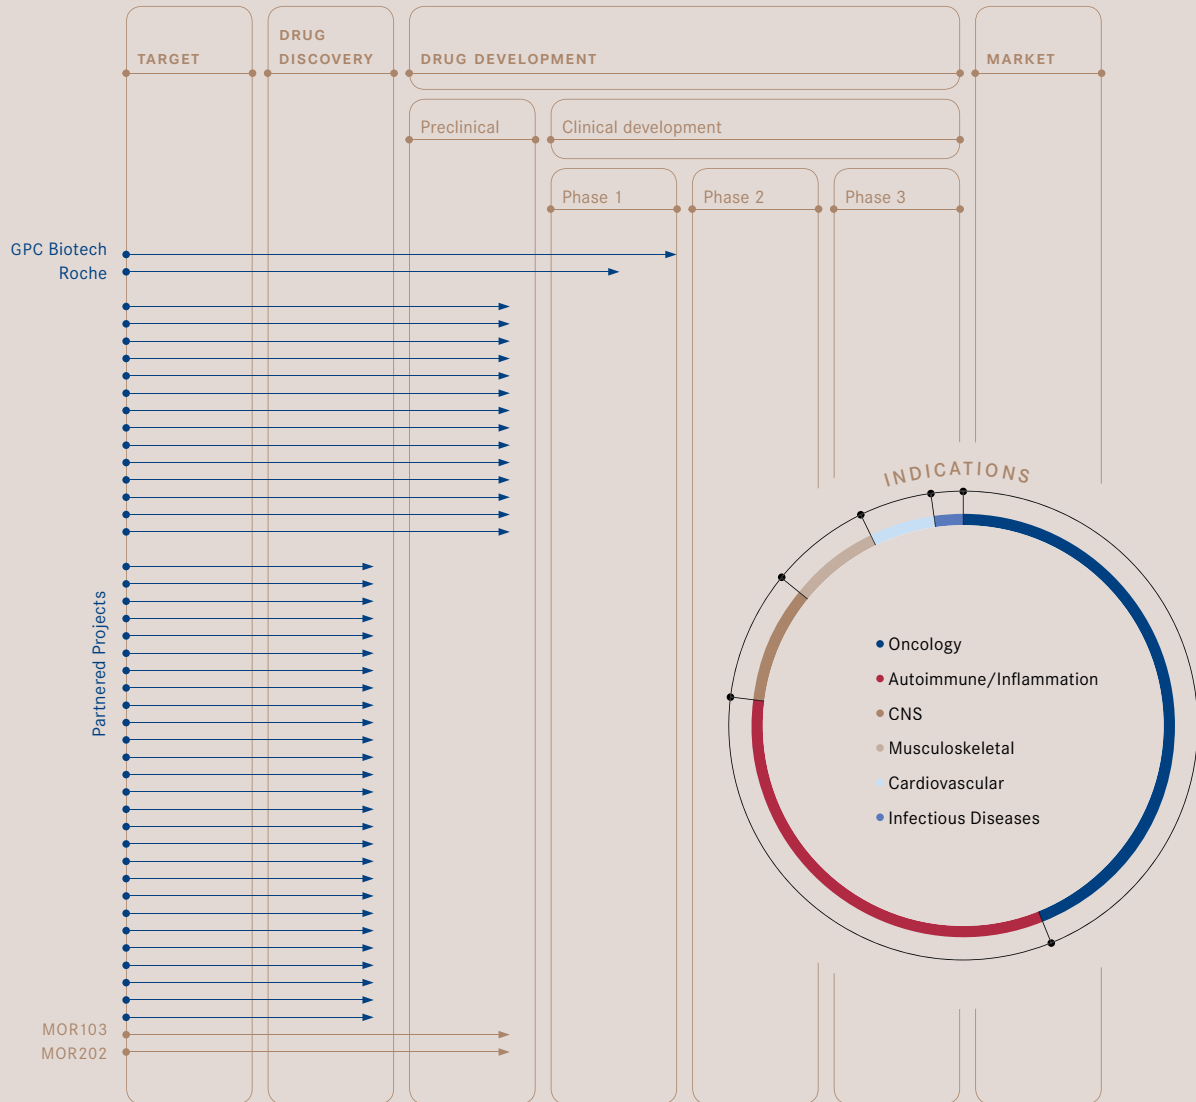 TARGET
DRUG
DISCOVERY
DRUG DEVELOPMENT
MARKET
Preclinical
Clinical development
Phase 1
Phase 2
Phase 3
GPC Biotech
Roche
Partnered Projects
MOR103
MOR202
INDICATIONS
Oncology
Autoimmune/Inflammation
CNS
Musculoskeletal
Cardiovascular
Infectious Diseases